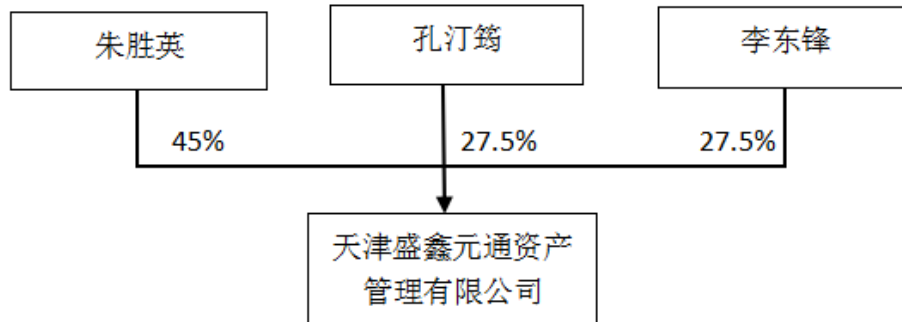 朱胜英
孔汀筠
李东锋
45%
27.5%
27.5%
天津盛鑫元通资产
管理有限公司